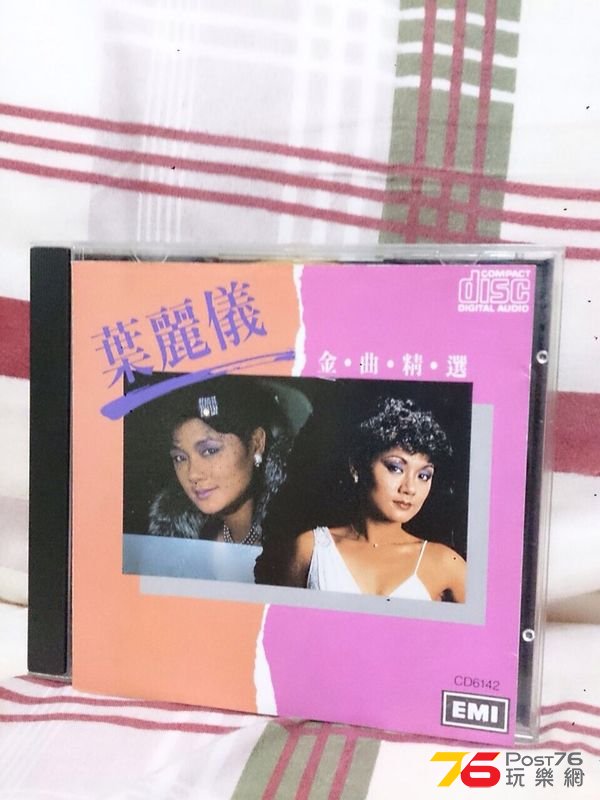 COMPACT
disc
DIGITAL AUDIO
葉麗儀
金・曲・精・選
CD6142
EMI
76 POST76
玩樂網